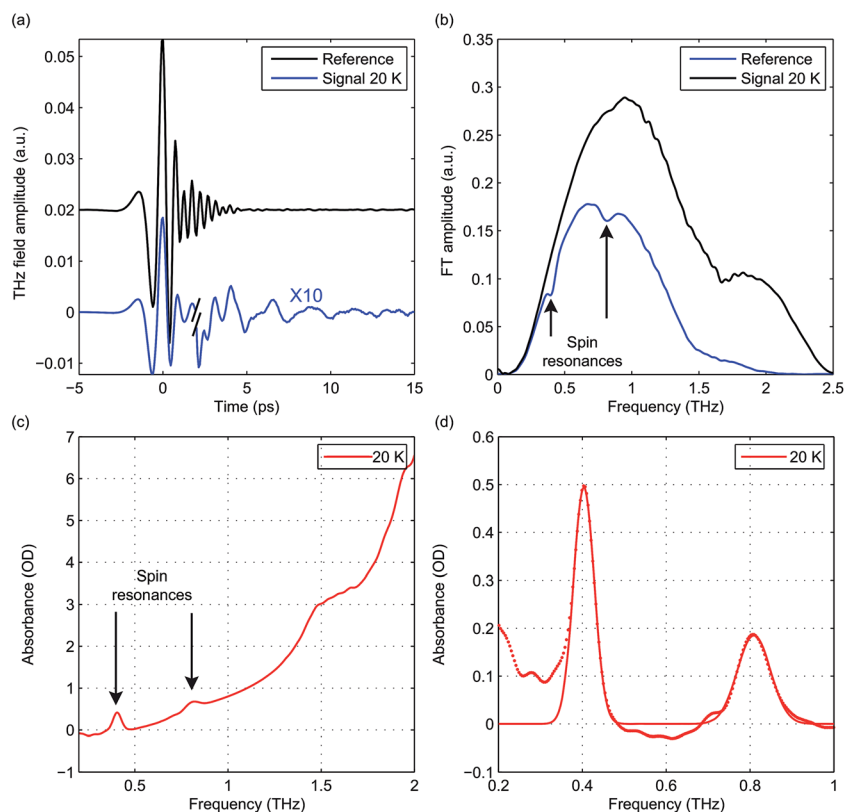 (a)
0.05
0.04
0.03
0.02
0.01
0
−0.01
−5
0
5
10
15
THz field amplitude (a.u.)
Time (ps)
Reference
Signal 20 K
X10
(b)
0.35
0.3
0.25
0.2
0.15
0.1
0.05
0
0
0.5
1
1.5
2
2.5
FT amplitude (a.u.)
Frequency (THz)
Reference
Signal 20 K
Spin
resonances
(c)
7
6
5
4
3
2
1
0
−1
0.5
1
1.5
2
Absorbance (OD)
Frequency (THz)
20 K
Spin
resonances
(d)
0.6
0.5
0.4
0.3
0.2
0.1
0
−0.1
0.2
0.4
0.6
0.8
1
Absorbance (OD)
Frequency (THz)
20 K